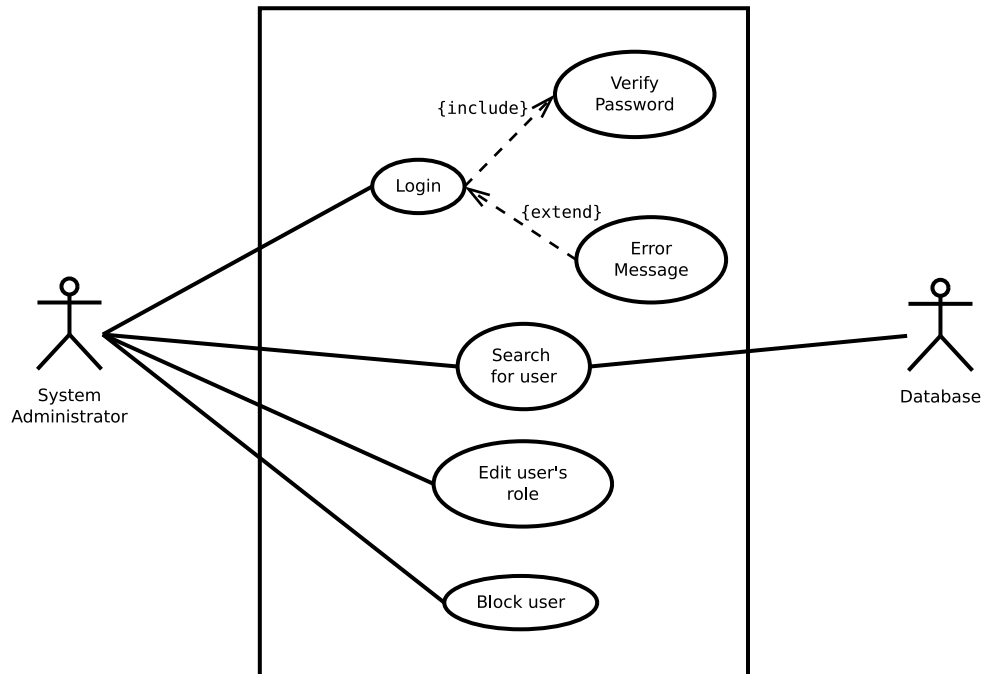 Verify
Password
{include}
Login
{extend}
Error
Message
System
Administrator
Search
for user
Database
Edit user's
role
Block user